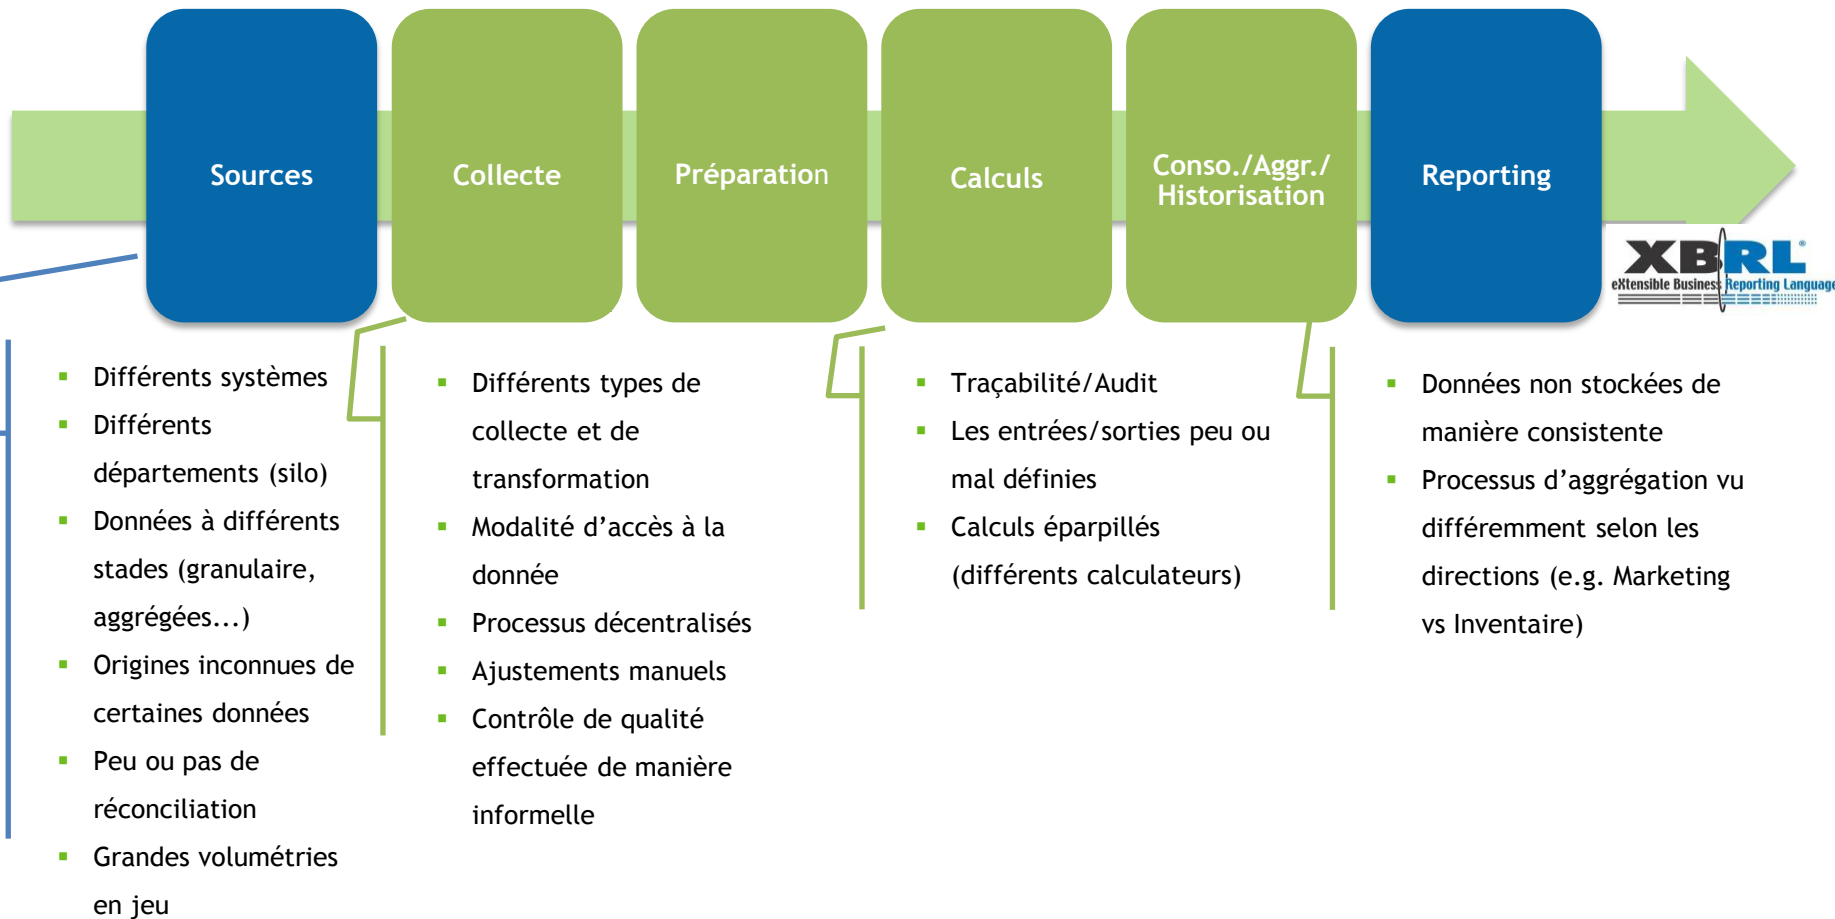 Sources
Collecte
Préparation
Calculs
Conso./Aggr./
Historisation
Reporting
XBRL®
eXtensible Business Reporting Language
Différents systèmes
Différents
départements (silo)
Données à différents
stades (granulaire,
aggrégées...)
Origines inconnues de
certaines données
Peu ou pas de
réconciliation
Grandes volumétries
en jeu
Différents types de
collecte et de
transformation
Modalité d’accès à la
donnée
Processus décentralisés
Ajustements manuels
Contrôle de qualité
effectuée de manière
informelle
Traçabilité/Audit
Les entrées/sorties peu ou
mal définies
Calculs éparpillés
(différents calculateurs)
Données non stockées de
manière consistente
Processus d’aggrégation vu
différemment selon les
directions (e.g. Marketing
vs Inventaire)